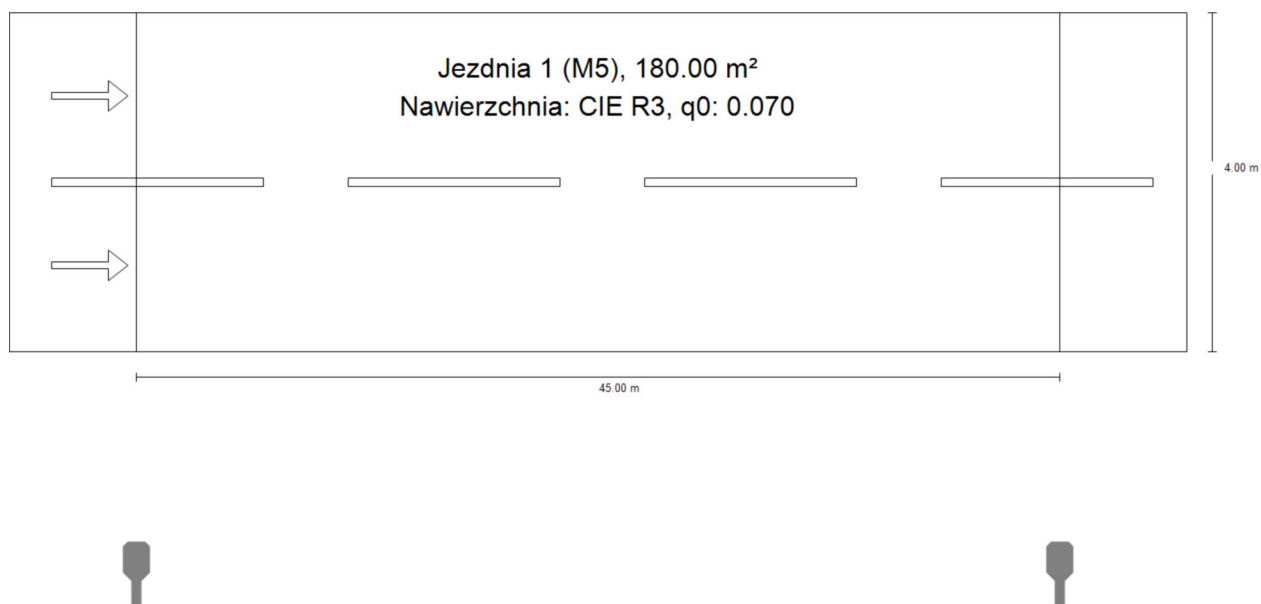 Jezdnia 1 (M5), 180.00 m²
Nawierzchnia: CIE R3, q0: 0.070
4.00 m
45.00 m